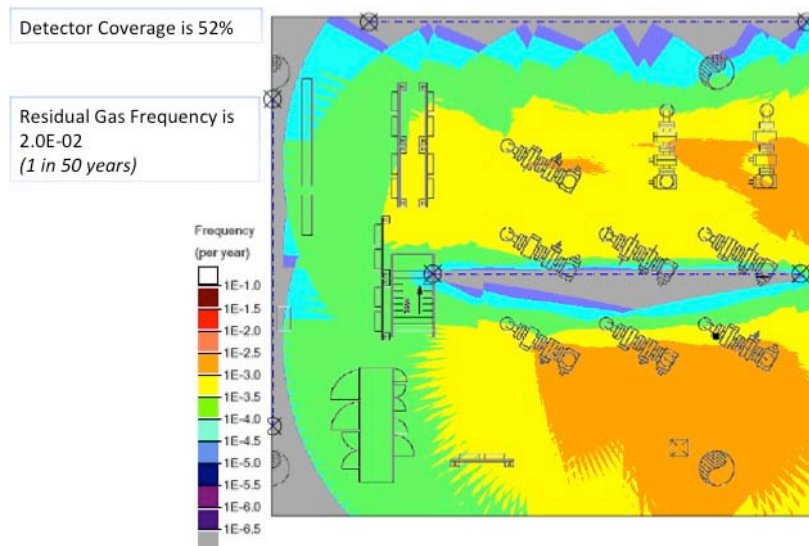 Detector Coverage is 52%
Residual Gas Frequency is
2.0E-02
(1 in 50 years)
Frequency
(per year)
1E-1.0
1E-1.5
1E-2.0
1E-2.5
1E-3.0
1E-3.5
1E-4.0
1E-4.5
1E-5.0
1E-5.5
1E-6.0
1E-6.5